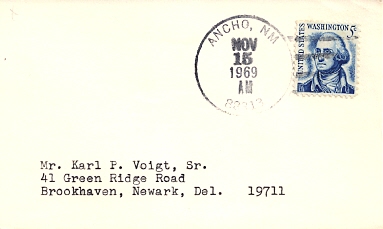 ANCHO, NM
NOV
15
1969
AM
UNITED STATES
WASHINGTON 5c
Mr. Karl P. Voigt, Sr.
41 Green Ridge Road
Brookhaven, Newark, Del. 19711